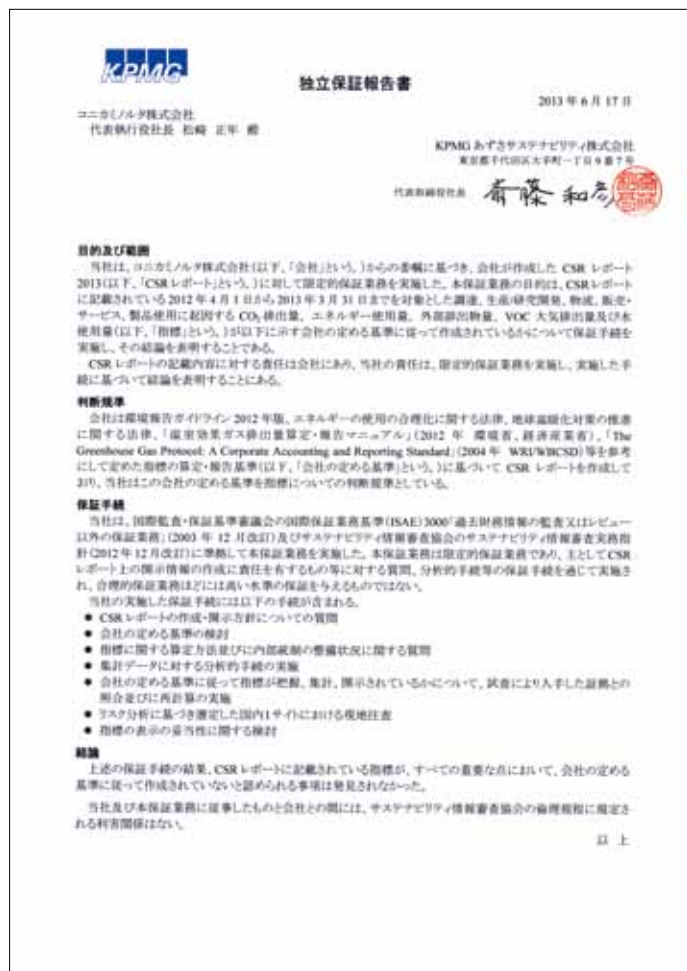 KPMG
独立保証報告書
2013 年 6 月 17 日
コニカミノルタ株式会社
代表執行役社長 松﨑 正年 殿
KPMG あずさサステナビリティ株式会社
東京都千代田区大手町一丁目9番7号
代表取締役社長 斎藤 和彦
目的及び範囲
当社は、コニカミノルタ株式会社(以下、「会社」という。)からの委嘱に基づき、会社が作成した CSR レポート
2013(以下、「CSRレポート」という。)に対して限定的保証業務を実施した。本保証業務の目的は、CSRレポート
に記載されている2012年4月1日から2013年3月31日までを対象とした調達、生産/研究開発、物流、販売・
サービス、製品使用に起因する CO₂ 排出量、エネルギー使用量、外部排出物量、VOC 大気排出量及び水
使用量(以下、「指標」という。)が以下に示す会社の定める基準に従って作成されているかについて保証手続を
実施し、その結論を表明することである。
CSRレポートの記載内容に対する責任は会社にあり、当社の責任は、限定的保証業務を実施し、実施した手
続に基づいて結論を表明することにある。
判断規準
会社は環境報告ガイドライン2012年版、エネルギーの使用の合理化に関する法律、地球温暖化対策の推進
に関する法律、「温室効果ガス排出量算定・報告マニュアル」(2012 年 環境省、経済産業省)、「The
Greenhouse Gas Protocol: A Corporate Accounting and Reporting Standard」(2004 年 WRI/WBCSD)等を参考
にして定めた指標の算定・報告基準(以下、「会社の定める基準」という。)に基づいて CSR レポートを作成して
おり、当社はこの会社の定める基準を指標についての判断規準としている。
保証手続
当社は、国際監査・保証基準審議会の国際保証業務基準(ISAE)3000「過去財務情報の監査又はレビュー
以外の保証業務」(2003 年 12 月改訂)及びサステナビリティ情報審査協会のサステナビリティ情報審査実務指
針(2012年12月改訂)に準拠して本保証業務を実施した。本保証業務は限定的保証業務であり、主としてCSR
レポート上の開示情報の作成に責任を有するもの等に対する質問、分析的手続等の保証手続を通じて実施さ
れ、合理的保証業務ほどには高い水準の保証を与えるものではない。
当社の実施した保証手続には以下の手続が含まれる。
● CSRレポートの作成・開示方針についての質問
● 会社の定める基準の検討
● 指標に関する算定方法並びに内部統制の整備状況に関する質問
● 集計データに対する分析的手続の実施
● 会社の定める基準に従って指標が把握、集計、開示されているかについて、試査により入手した証拠との
照合並びに再計算の実施
● リスク分析に基づき選定した国内1サイトにおける現地往査
● 指標の表示の妥当性に関する検討
結論
上述の保証手続の結果、CSRレポートに記載されている指標が、すべての重要な点において、会社の定める
基準に従って作成されていないと認められる事項は発見されなかった。
当社及び本保証業務に従事したものと会社との間には、サステナビリティ情報審査協会の倫理規程に規定さ
れる利害関係はない。
以 上